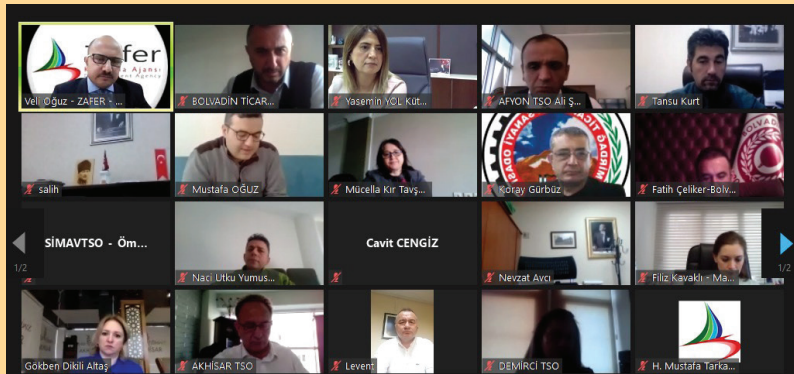 Zafer
Ajansı
Veli Oğuz - ZAFER - ...
BOLVADİN TİCAR...
Yasemin YOL Küt...
AFYON TSO Ali Ş...
Tansu Kurt
salih
Mustafa OĞUZ
Mücella Kır Tavş...
Koray Gürbüz
Fatih Çeliker-Bolv...
SİMAVTSO - Öm...
Naci Utku Yumus...
Cavit CENGİZ
Nevzat Avcı
Filiz Kavaklı - Ma...
1/2
1/2
Gökben Dikili Altaş
AKHİSAR TSO
Levent
DEMİRCİ TSO
H. Mustafa Tarka...